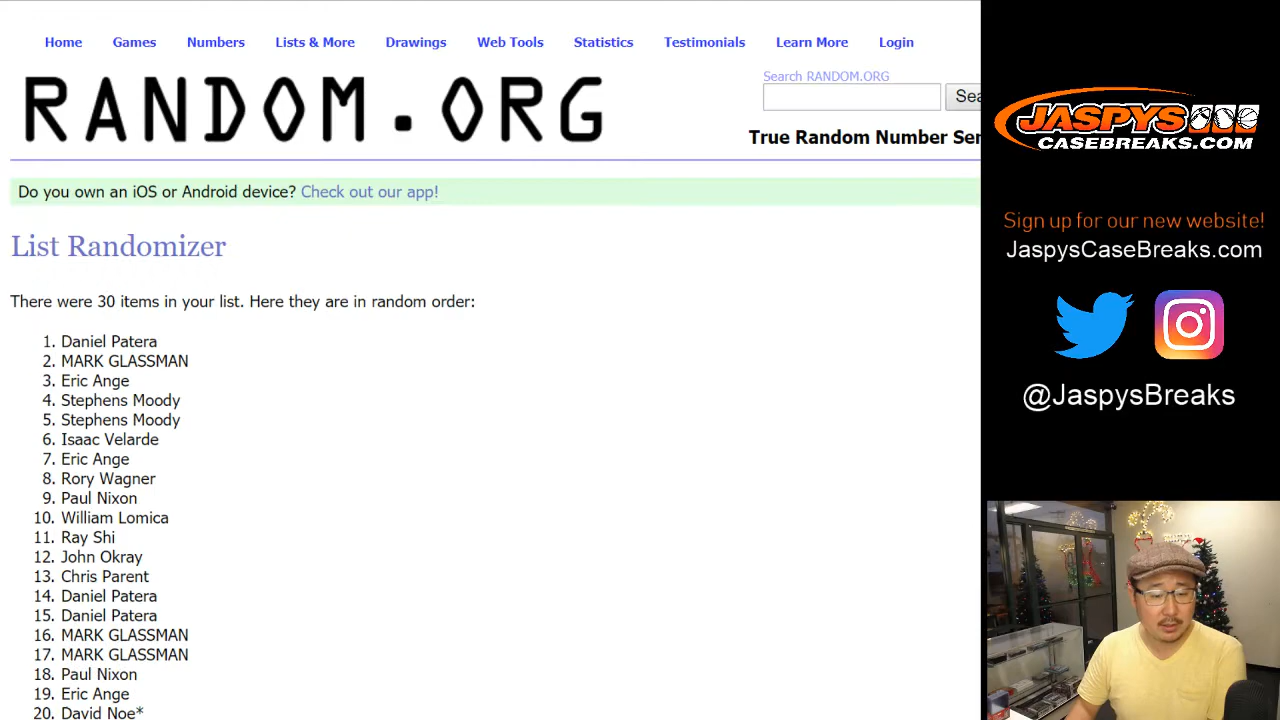 Home Games Numbers Lists & More Drawings Web Tools Statistics Testimonials Learn More Login
RANDOM.ORG
Search RANDOM.ORG
Sea
True Random Number Ser
Do you own an iOS or Android device? Check out our app!
List Randomizer
There were 30 items in your list. Here they are in random order:
1. Daniel Patera
2. MARK GLASSMAN
3. Eric Ange
4. Stephens Moody
5. Stephens Moody
6. Isaac Velarde
7. Eric Ange
8. Rory Wagner
9. Paul Nixon
10. William Lomica
11. Ray Shi
12. John Okray
13. Chris Parent
14. Daniel Patera
15. Daniel Patera
16. MARK GLASSMAN
17. MARK GLASSMAN
18. Paul Nixon
19. Eric Ange
20. David Noe*
JASPYS
CASEBREAKS.COM
Sign up for our new website!
JaspysCaseBreaks.com
@JaspysBreaks